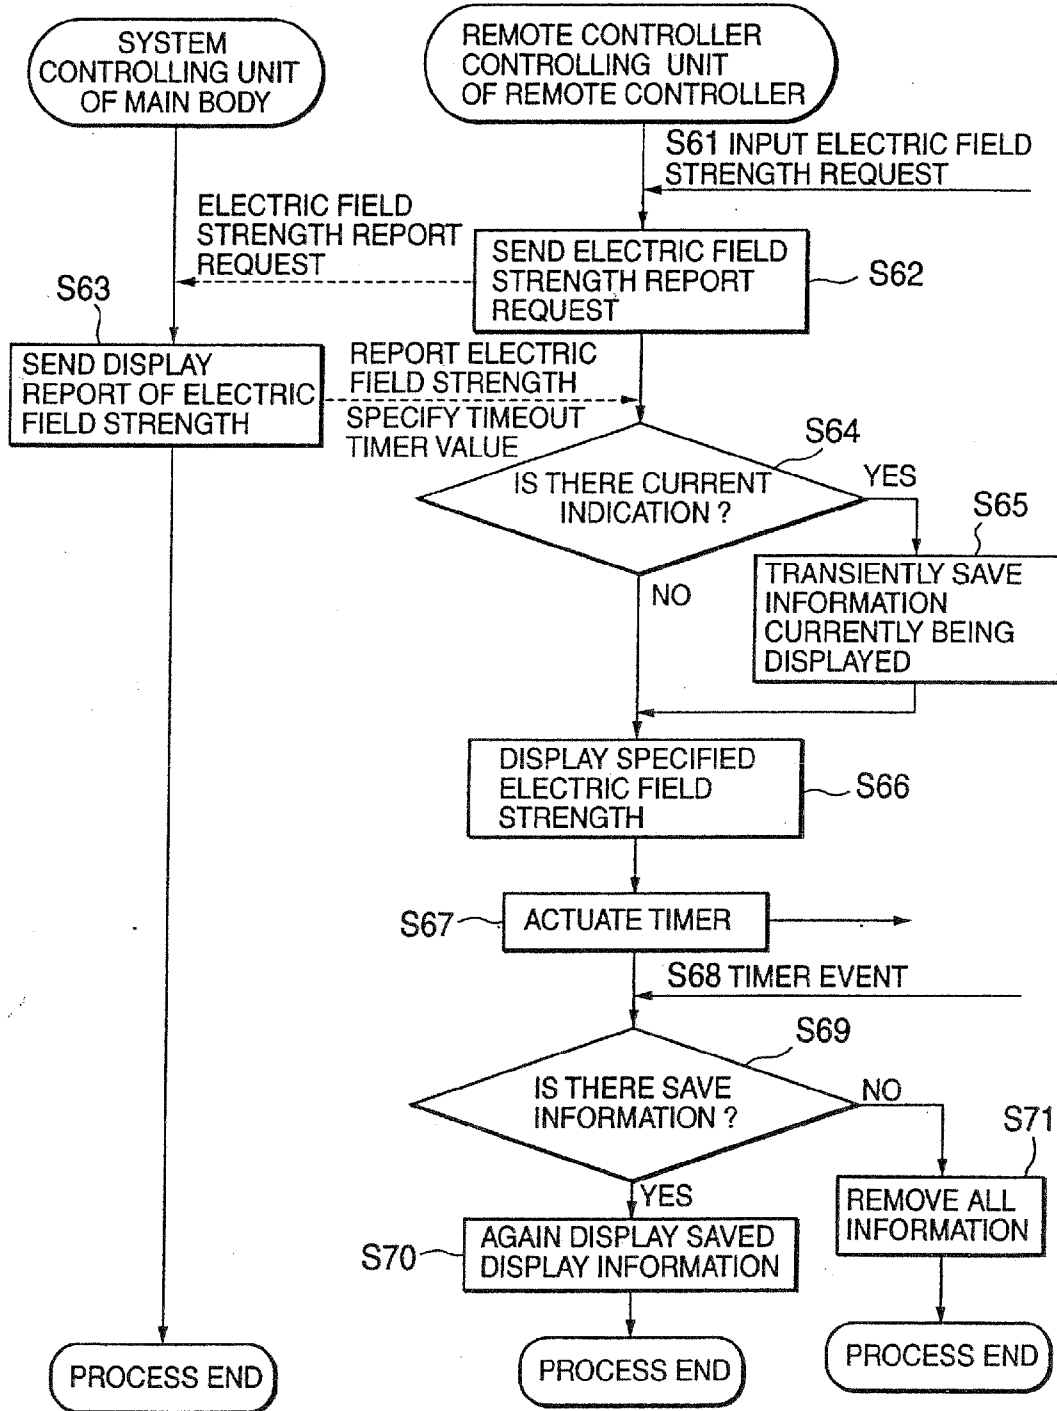 SYSTEM
CONTROLLING UNIT
OF MAIN BODY
REMOTE CONTROLLER
CONTROLLING UNIT
OF REMOTE CONTROLLER
S61 INPUT ELECTRIC FIELD
STRENGTH REQUEST
ELECTRIC FIELD
STRENGTH REPORT
REQUEST
SEND ELECTRIC FIELD
STRENGTH REPORT
REQUEST
S62
S63
SEND DISPLAY
REPORT OF ELECTRIC
FIELD STRENGTH
REPORT ELECTRIC
FIELD STRENGTH
SPECIFY TIMEOUT
TIMER VALUE
S64
IS THERE CURRENT
INDICATION ?
YES
NO
S65
TRANSIENTLY SAVE
INFORMATION
CURRENTLY BEING
DISPLAYED
DISPLAY SPECIFIED
ELECTRIC FIELD
STRENGTH
S66
S67
ACTUATE TIMER
S68 TIMER EVENT
S69
IS THERE SAVE
INFORMATION ?
NO
YES
S71
REMOVE ALL
INFORMATION
S70
AGAIN DISPLAY SAVED
DISPLAY INFORMATION
PROCESS END
PROCESS END
PROCESS END